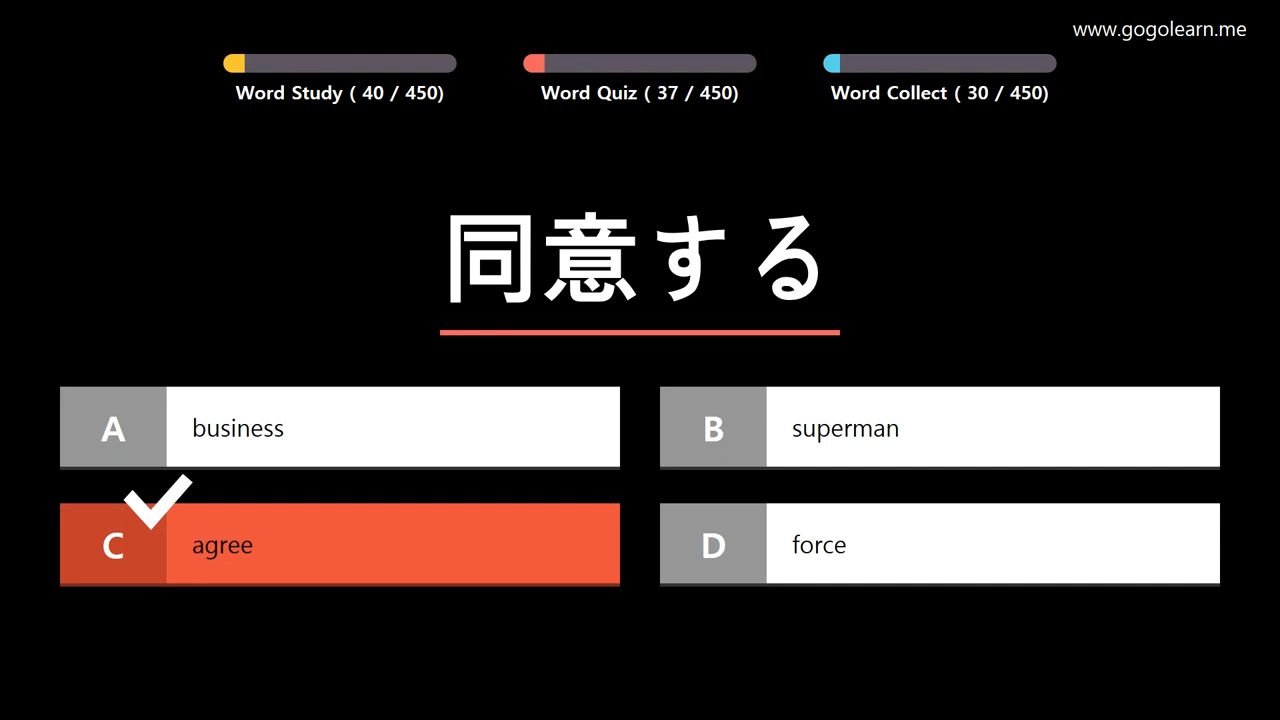 www.gogolearn.me
Word Study ( 40 / 450)
Word Quiz ( 37 / 450)
Word Collect ( 30 / 450)
同意する
A business
B superman
C agree
D force